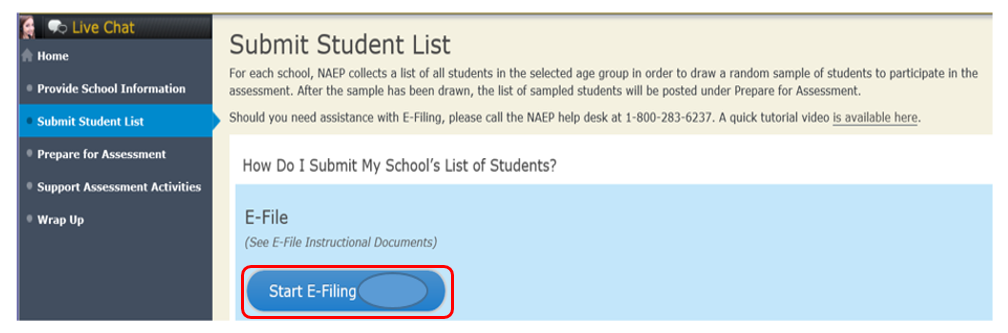 Live Chat
Home
Provide School Information
Submit Student List
Prepare for Assessment
Support Assessment Activities
Wrap Up
Submit Student List
For each school, NAEP collects a list of all students in the selected age group in order to draw a random sample of students to participate in the
assessment. After the sample has been drawn, the list of sampled students will be posted under Prepare for Assessment.
Should you need assistance with E-Filing, please call the NAEP help desk at 1-800-283-6237. A quick tutorial video is available here.
How Do I Submit My School's List of Students?
E-File
(See E-File Instructional Documents)
Start E-Filing